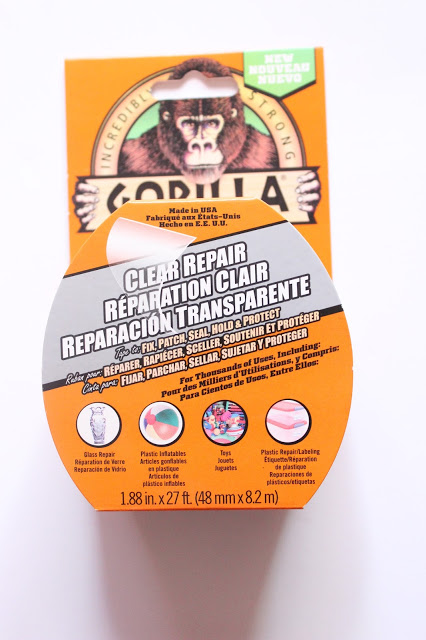 NEW
NOUVEAU
NUEVO
INCREDIBLY STRONG
GORILLA
Made in USA
Fabriqué aux États-Unis
Hecho en E.E. U.U.
CLEAR REPAIR
RÉPARATION CLAIR
REPARACIÓN TRANSPARENTE
Tape to: FIX, PATCH, SEAL, HOLD & PROTECT
Ruban pour: RÉPARER, RAPIÉCER, SCELLER, SOUTENIR ET PROTÉGER
Cinta para: FIJAR, PARCHAR, SELLAR, SUJETAR Y PROTEGER
For Thousands of Uses, Including:
Pour des Milliers d'Utilisations, y Compris:
Para Cientos de Usos, Entre Ellos:
Glass Repair
Réparation de Verre
Reparación de Vidrio
Plastic Inflatables
Articles gonflables
en plastique
Artículos de
plástico inflables
Toys
Jouets
Juguetes
Plastic Repair/Labeling
Étiquette/Réparation
de plastique
Reparaciones de
plásticos/etiquetas
1.88 in. x 27 ft. (48 mm x 8.2 m)